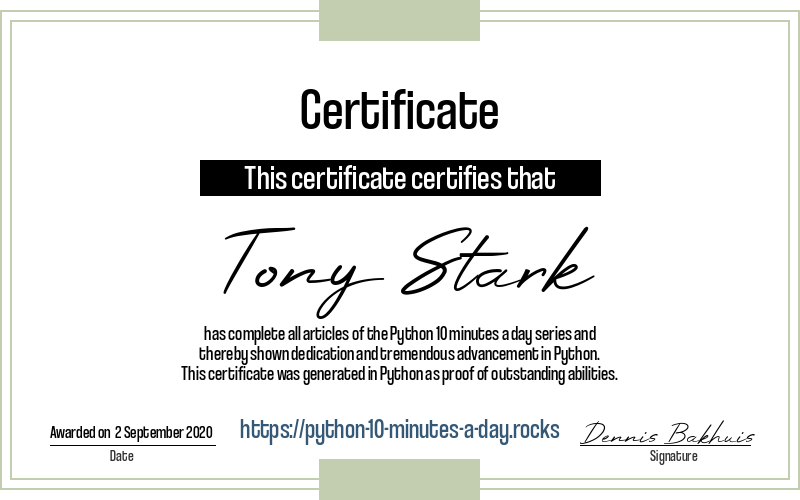 Certificate
This certificate certifies that
Tony Stark
has complete all articles of the Python 10 minutes a day series and
thereby shown dedication and tremendous advancement in Python.
This certificate was generated in Python as proof of outstanding abilities.
Awarded on 2 September 2020
https://python-10-minutes-a-day.rocks
Dennis Bakhuis
Date
Signature